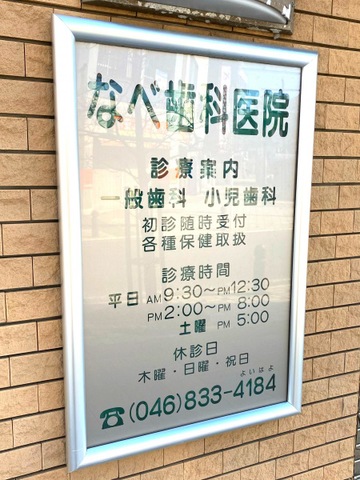 なべ歯科医院
診療案内
一般歯科 小児歯科
初診随時受付
各種保健取扱
診療時間
平日 AM 9:30～PM 12:30
PM 2:00～PM 8:00
土曜 PM 5:00
休診日
木曜・日曜・祝日
よいはよ
☎(046)833-4184